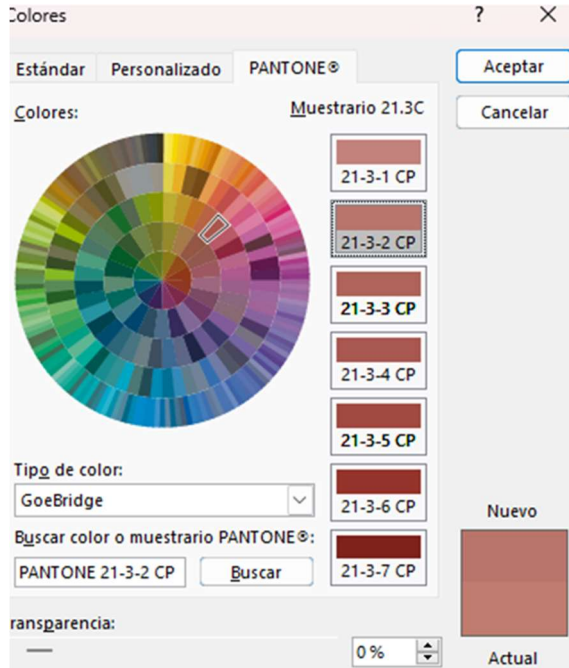 Colores ? X
Estándar Personalizado PANTONE® Aceptar
Colores: Muestrario 21.3C Cancelar
21-3-1 CP
21-3-2 CP
21-3-3 CP
21-3-4 CP
21-3-5 CP
21-3-6 CP
21-3-7 CP
Tipo de color:
GoeBridge
Buscar color o muestrario PANTONE®:
PANTONE 21-3-2 CP Buscar
Nuevo
ransparencia:
0 %
Actual